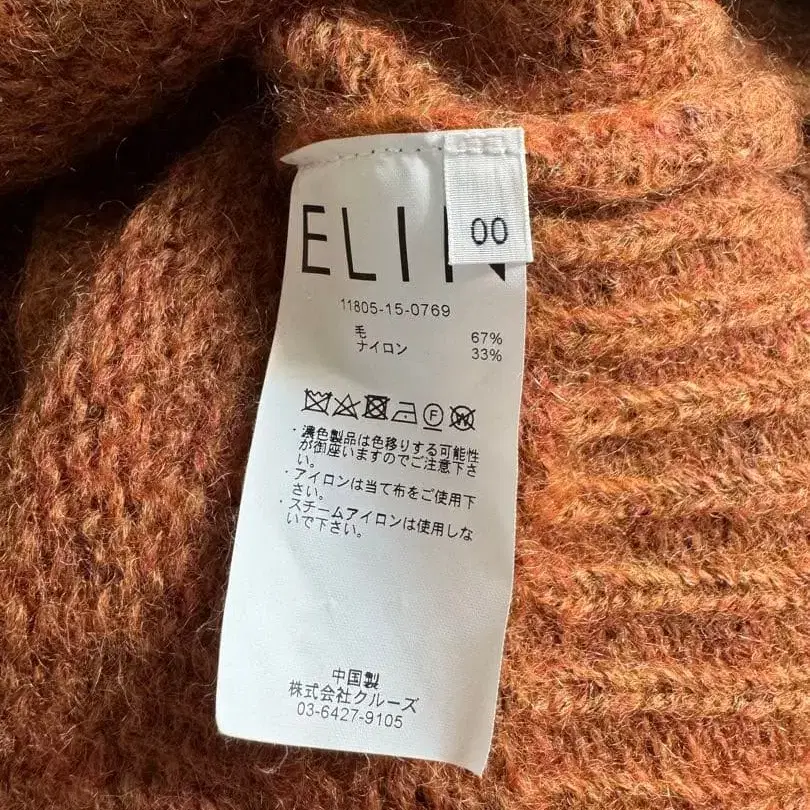 ELIN
00
11805-15-0769
毛 67%
ナイロン 33%
・濃色製品は色移りする可能性
が御座いますのでご注意下さ
い。
・アイロンは当て布をご使用下
さい。
・スチームアイロンは使用しな
いで下さい。
中国製
株式会社クルーズ
03-6427-9105